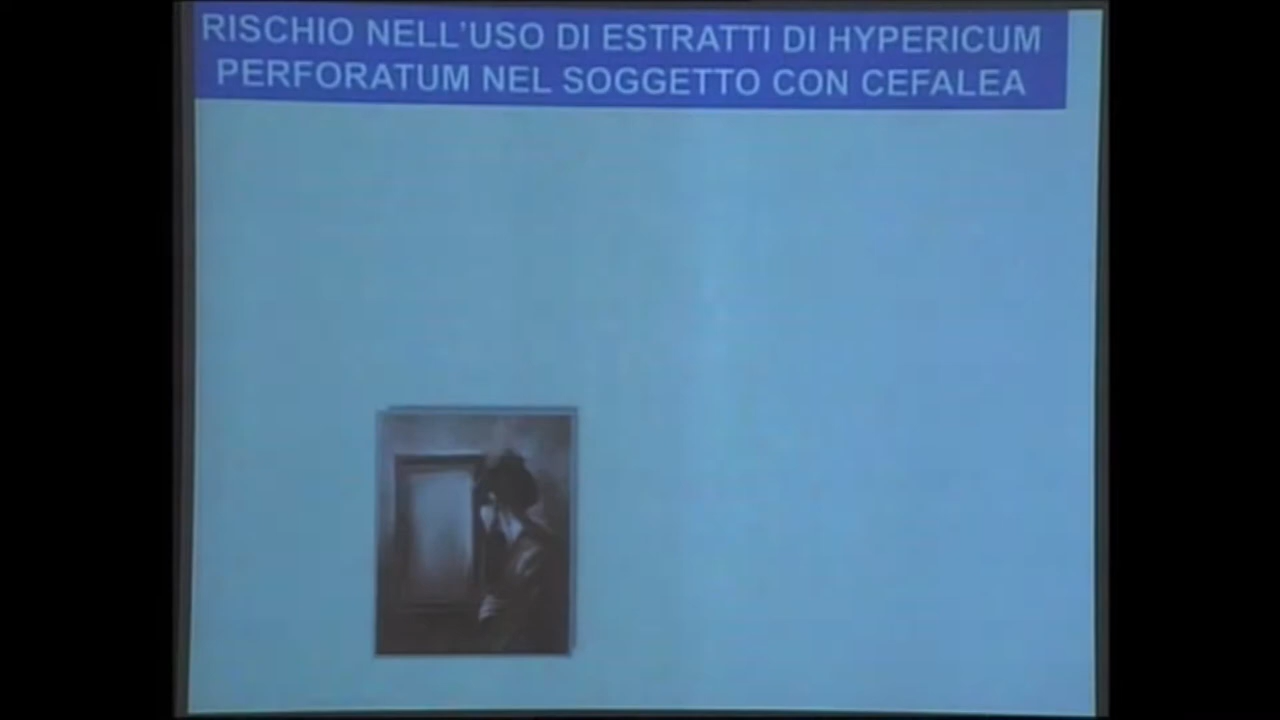 RISCHIO NELL'USO DI ESTRATTI DI HYPERICUM
PERFORATUM NEL SOGGETTO CON CEFALEA